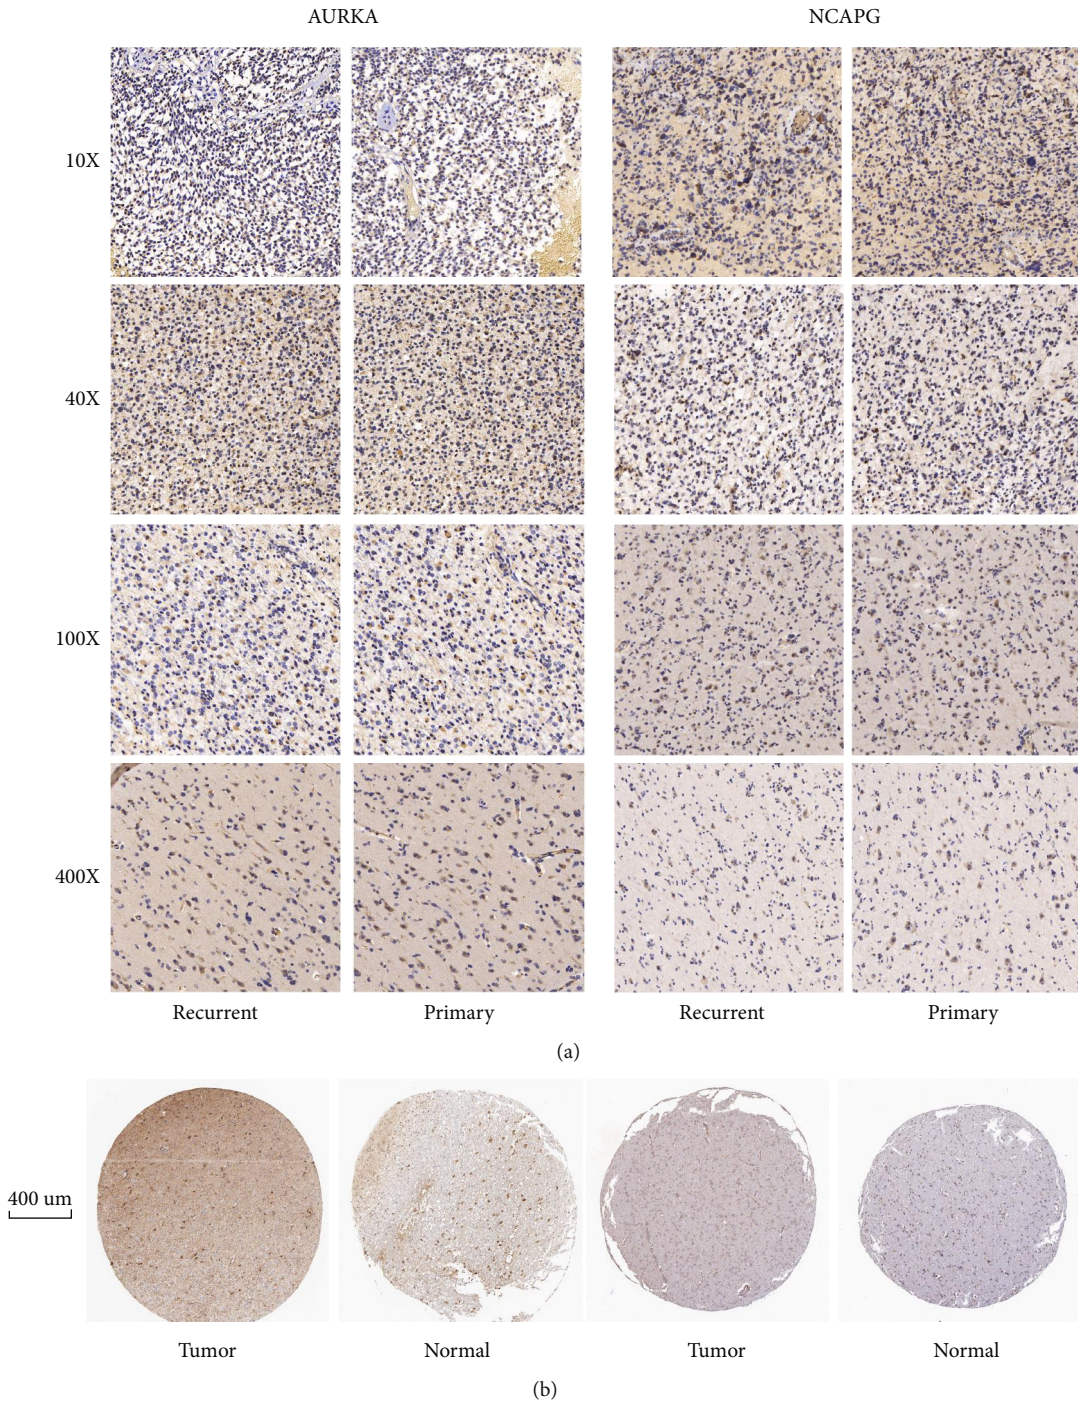 AURKA NCAPG
10X
40X
100X
400X
Recurrent Primary Recurrent Primary
(a)
400 um
Tumor Normal Tumor Normal
(b)